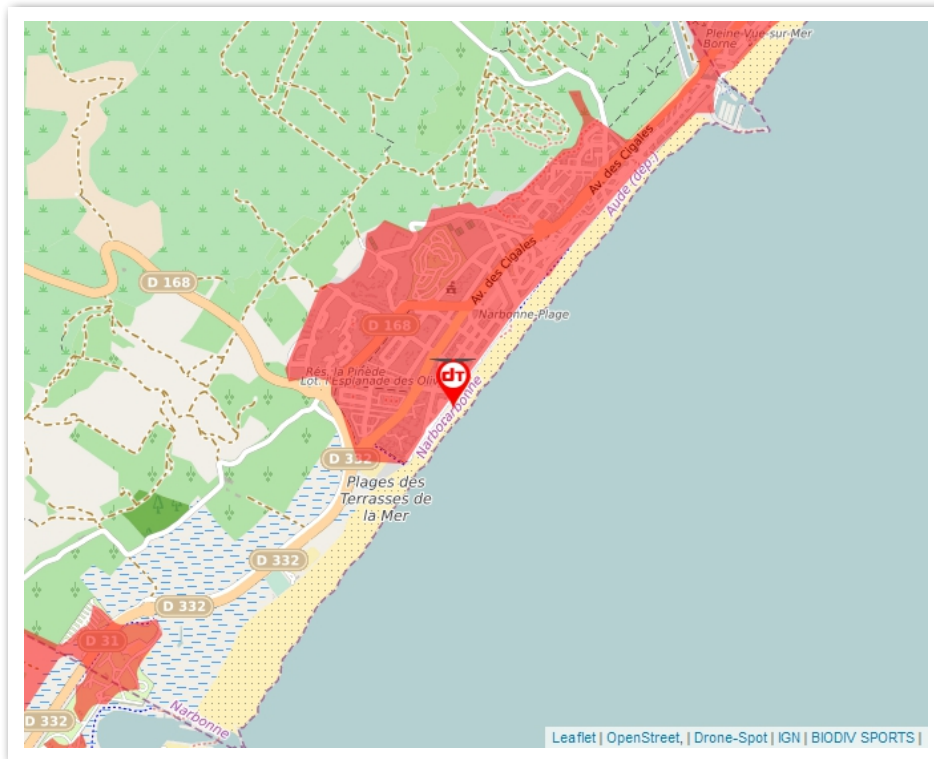 Pleine-Vue-sur-Mer
Borne
Av. des Cigales
Aude (dep.)
D 168
Av. des Cigales
Narbonne-Plage
D 168
Rés. la Pinède
Lot. l'Esplanade des Oliv
dT
Narbonne
D 332
Plages des
Terrasses de
la Mer
D 332
D 332
D 31
Narbonne
D 332
Leaflet | OpenStreet, | Drone-Spot | IGN | BIODIV SPORTS |